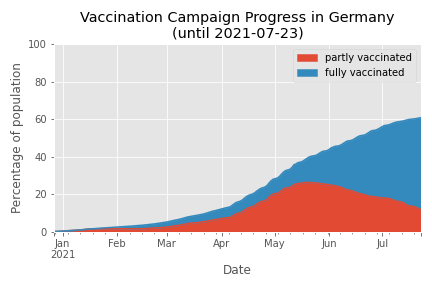 Vaccination Campaign Progress in Germany
(until 2021-07-23)
Percentage of population
100
80
60
40
20
0
partly vaccinated
fully vaccinated
Jan Feb Mar Apr May Jun Jul
2021
Date